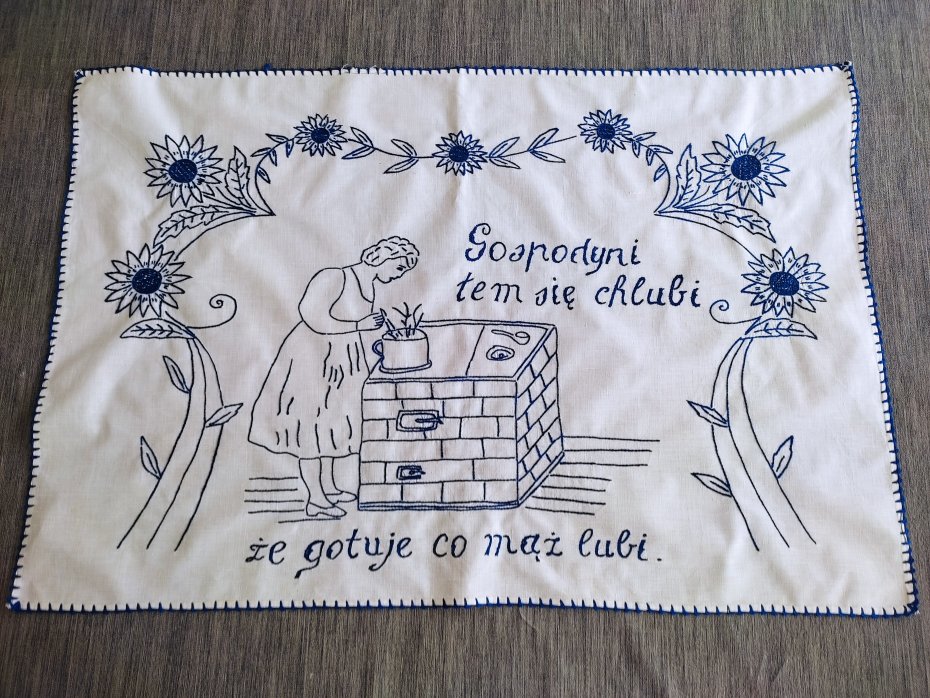 Gospodyni
tem się chlubi
że gotuje co mąż lubi.